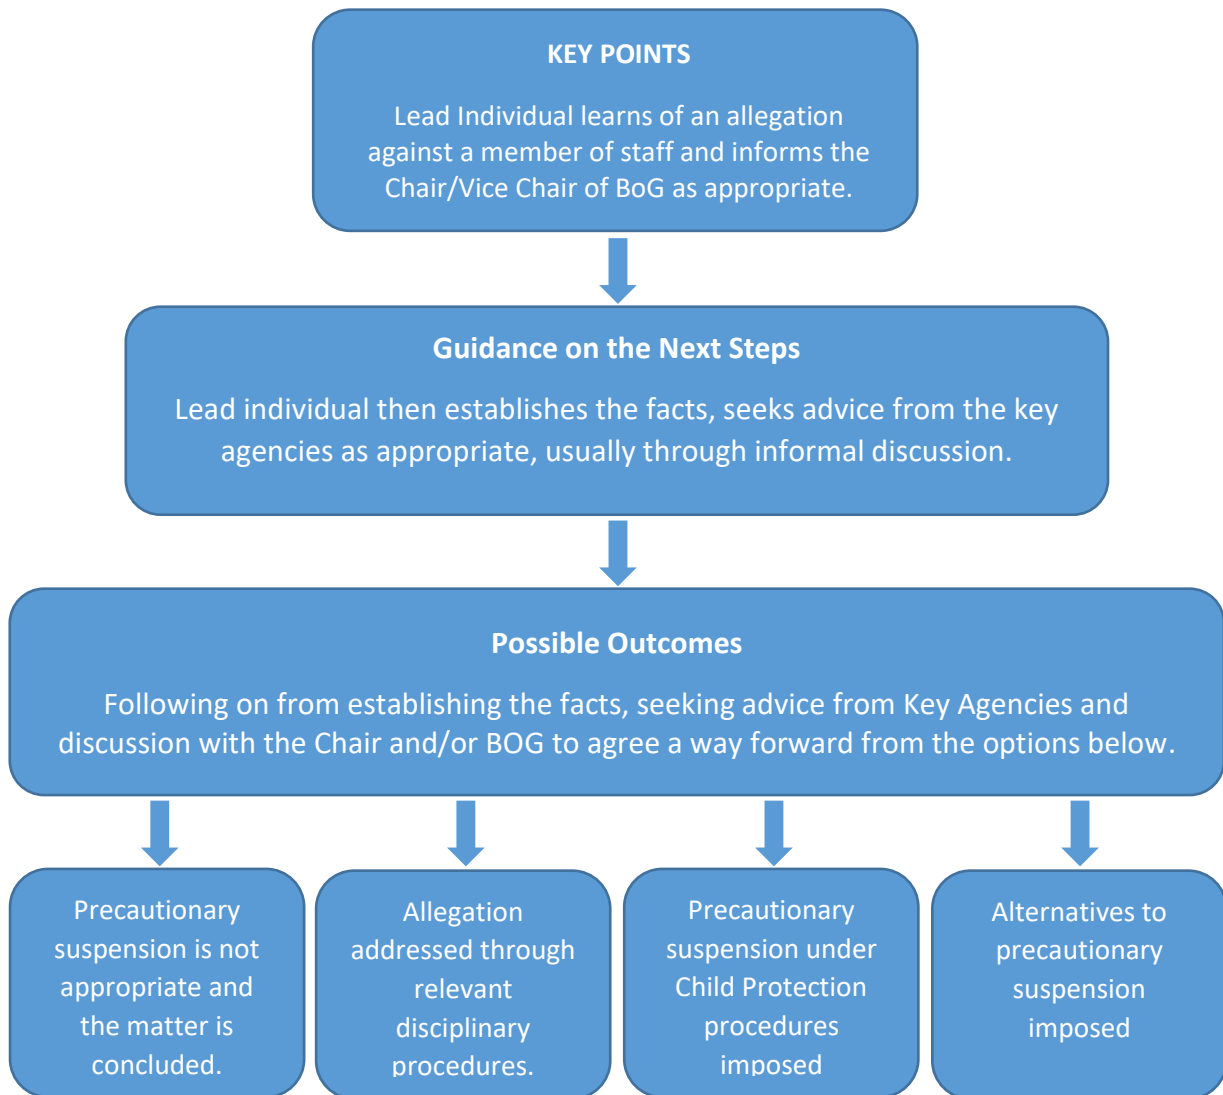 KEY POINTS
Lead Individual learns of an allegation
against a member of staff and informs the
Chair/Vice Chair of BoG as appropriate.
Guidance on the Next Steps
Lead individual then establishes the facts, seeks advice from the key
agencies as appropriate, usually through informal discussion.
Possible Outcomes
Following on from establishing the facts, seeking advice from Key Agencies and
discussion with the Chair and/or BOG to agree a way forward from the options below.
Precautionary
suspension is not
appropriate and
the matter is
concluded.
Allegation
addressed through
relevant
disciplinary
procedures.
Precautionary
suspension under
Child Protection
procedures
imposed
Alternatives to
precautionary
suspension
imposed